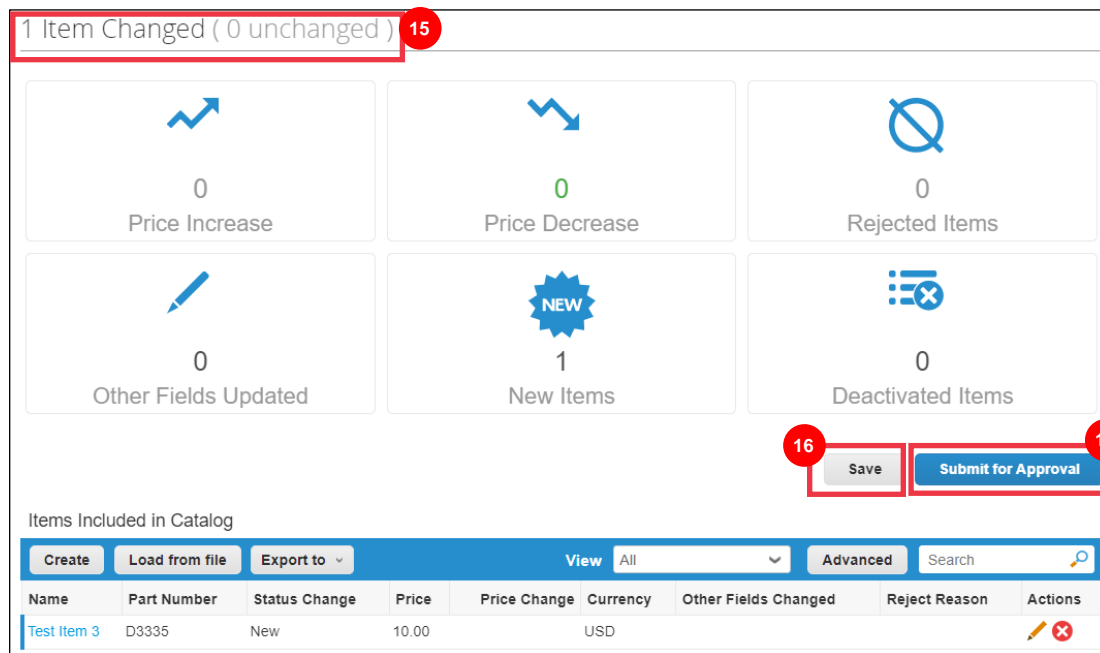 1 Item Changed ( 0 unchanged ) 15
0 0 0
Price Increase Price Decrease Rejected Items
NEW
0 1 0
Other Fields Updated New Items Deactivated Items
16
Save Submit for Approval
Items Included in Catalog
Create Load from file Export to View All Advanced Search
Name Part Number Status Change Price Price Change Currency Other Fields Changed Reject Reason Actions
Test Item 3 D3335 New 10.00 USD